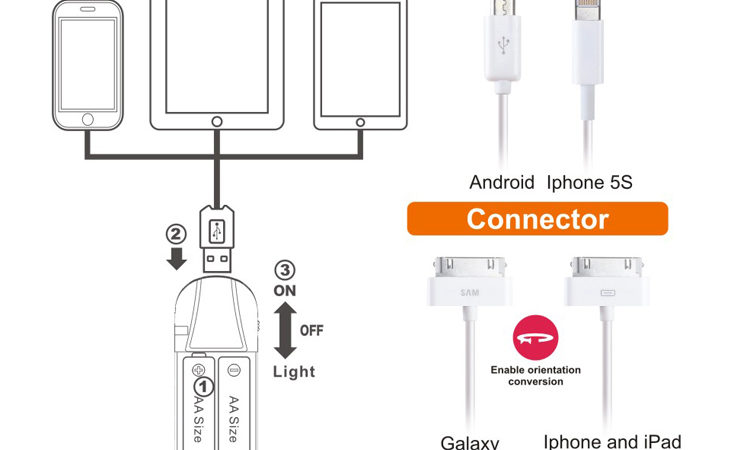 Android Iphone 5S
Connector
②
③
ON
OFF
Light
①
AA Size
AA Size
SAM
Enable orientation
conversion
Galaxy
Iphone and iPad